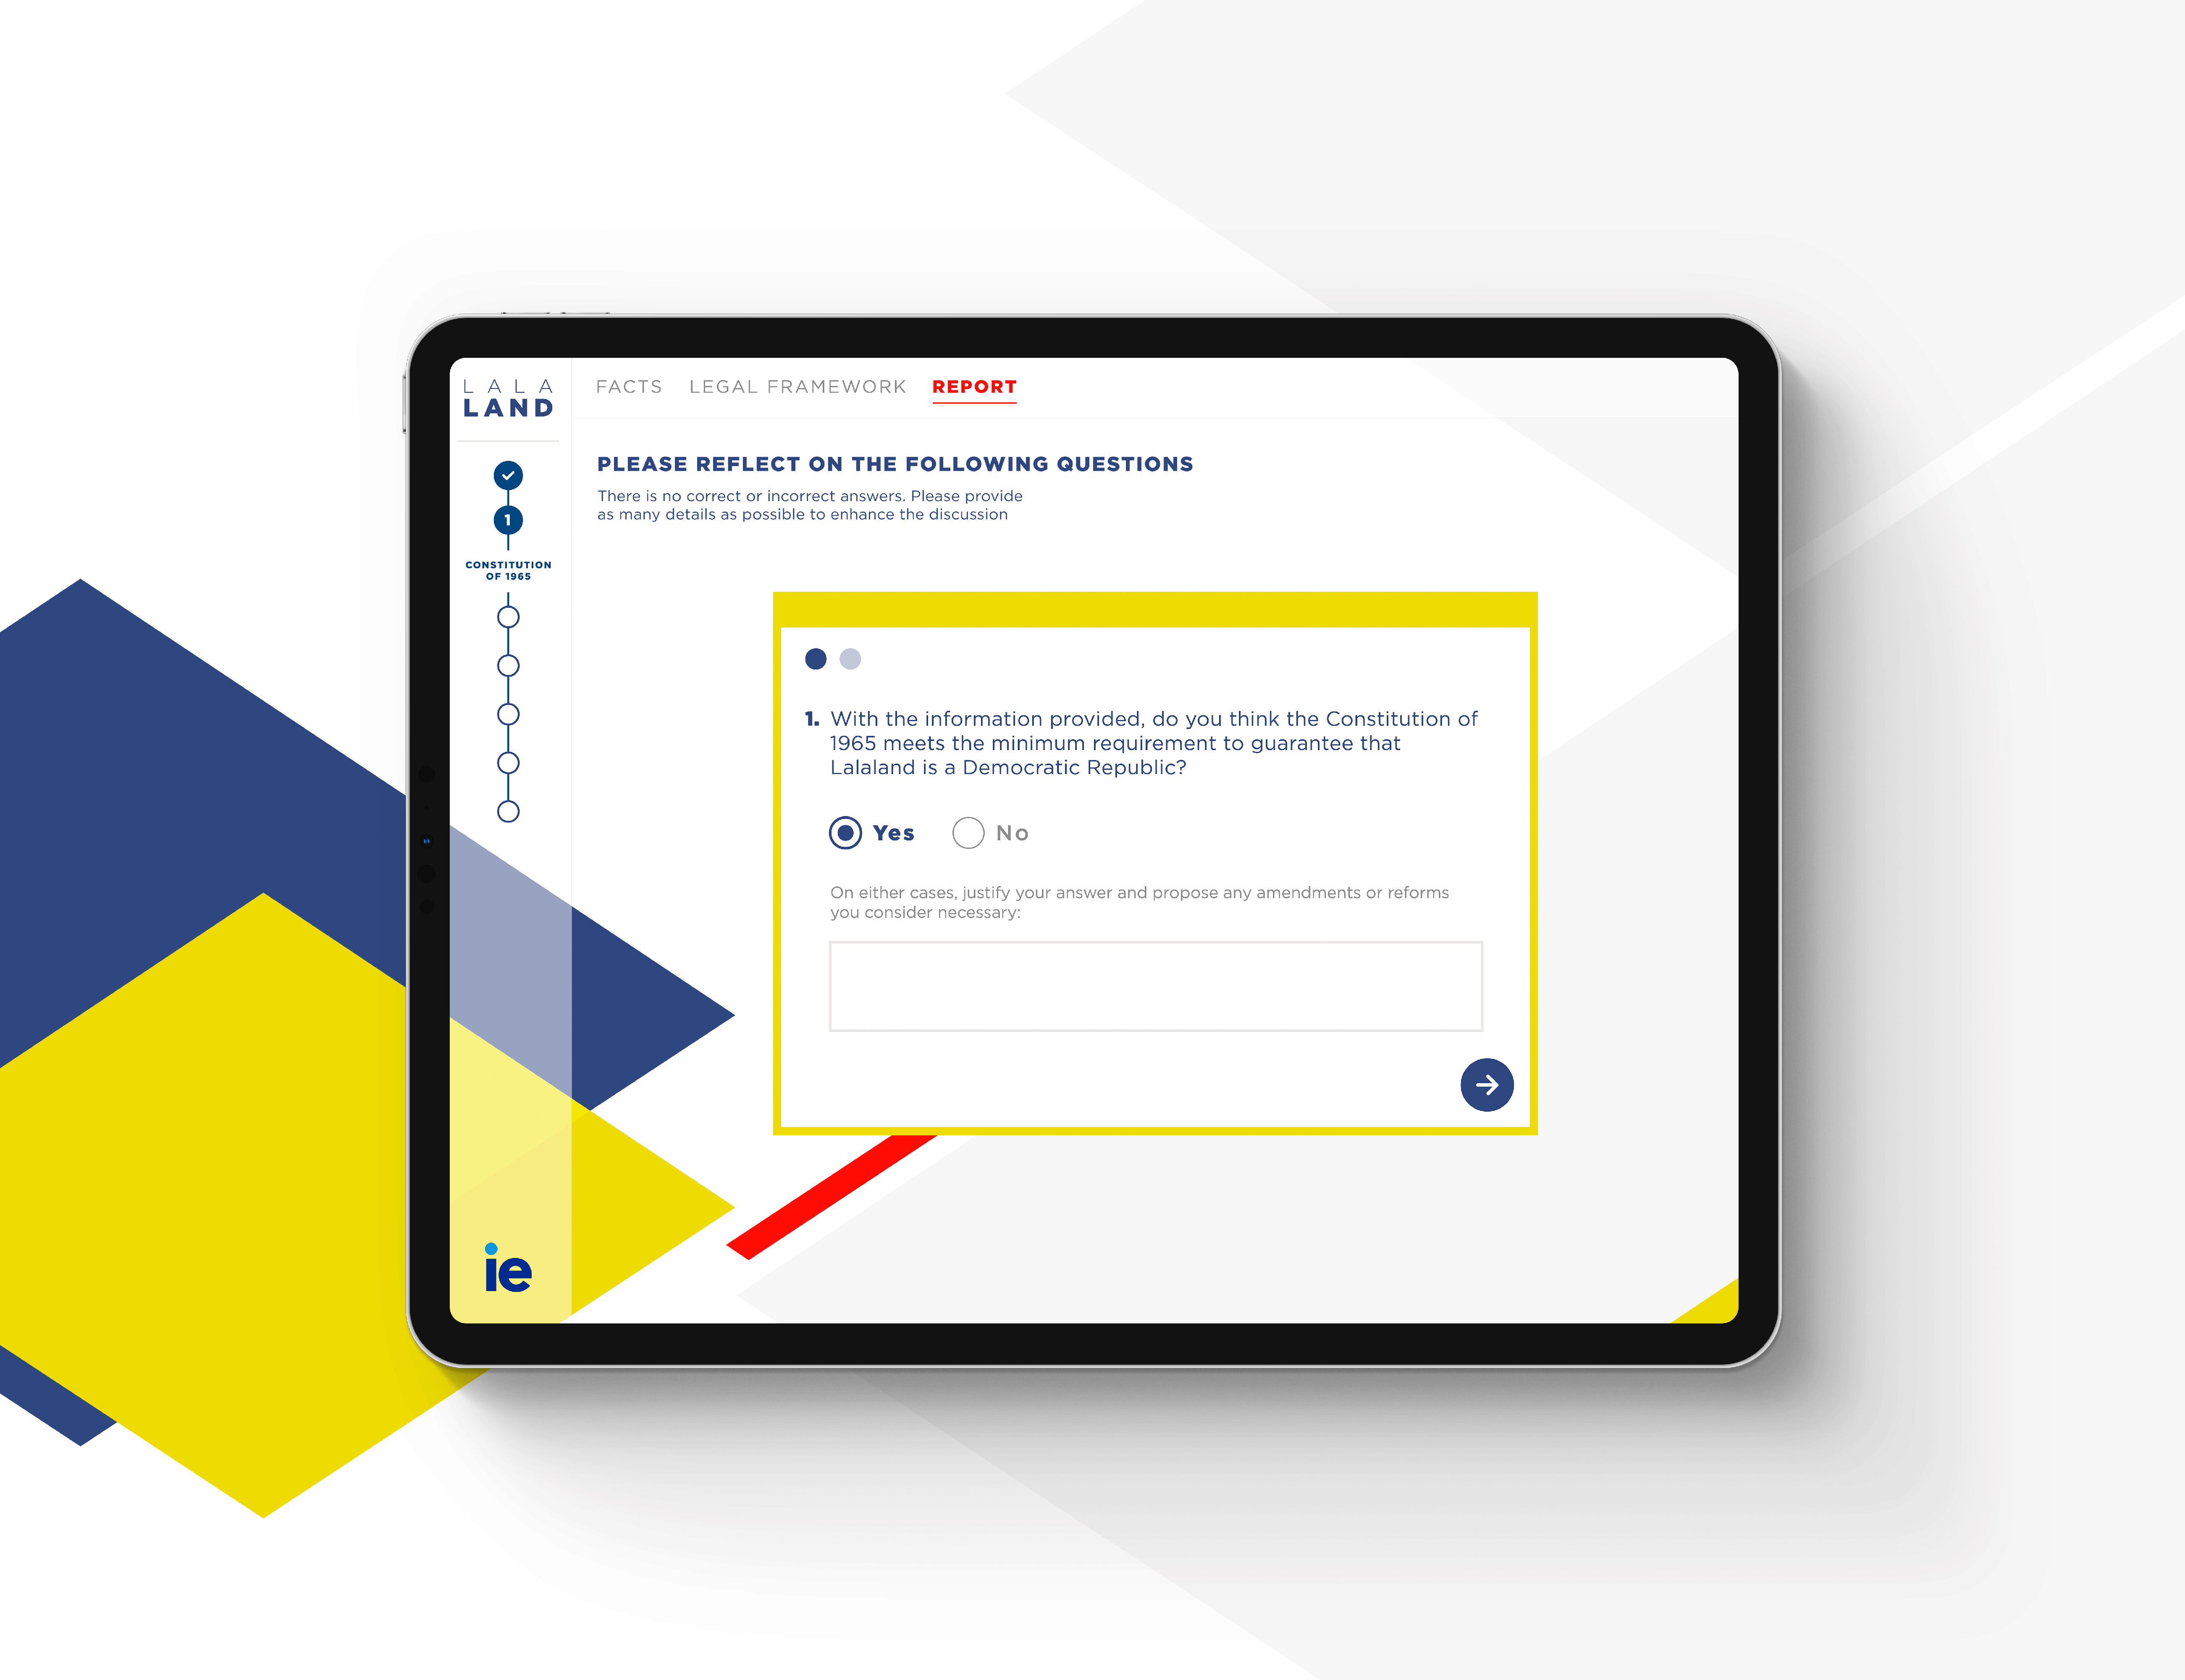 LALA
LAND
FACTS LEGAL FRAMEWORK REPORT
1
CONSTITUTION
OF 1965
PLEASE REFLECT ON THE FOLLOWING QUESTIONS
There is no correct or incorrect answers. Please provide
as many details as possible to enhance the discussion
1. With the information provided, do you think the Constitution of
1965 meets the minimum requirement to guarantee that
Lalaland is a Democratic Republic?
Yes No
On either cases, justify your answer and propose any amendments or reforms
you consider necessary:
ie